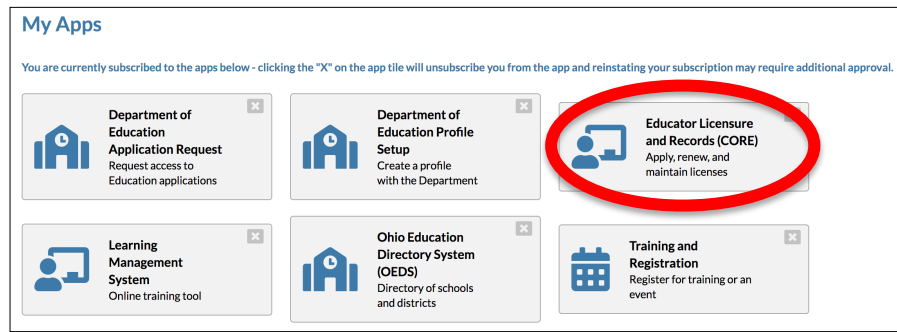 My Apps
You are currently subscribed to the apps below - clicking the "X" on the app tile will unsubscribe you from the app and reinstating your subscription may require additional approval.
Department of
Education
Application Request
Request access to
Education applications
Department of
Education Profile
Setup
Create a profile
with the Department
Educator Licensure
and Records (CORE)
Apply, renew, and
maintain licenses
Learning
Management
System
Online training tool
Ohio Education
Directory System
(OEDS)
Directory of schools
and districts
Training and
Registration
Register for training or an
event